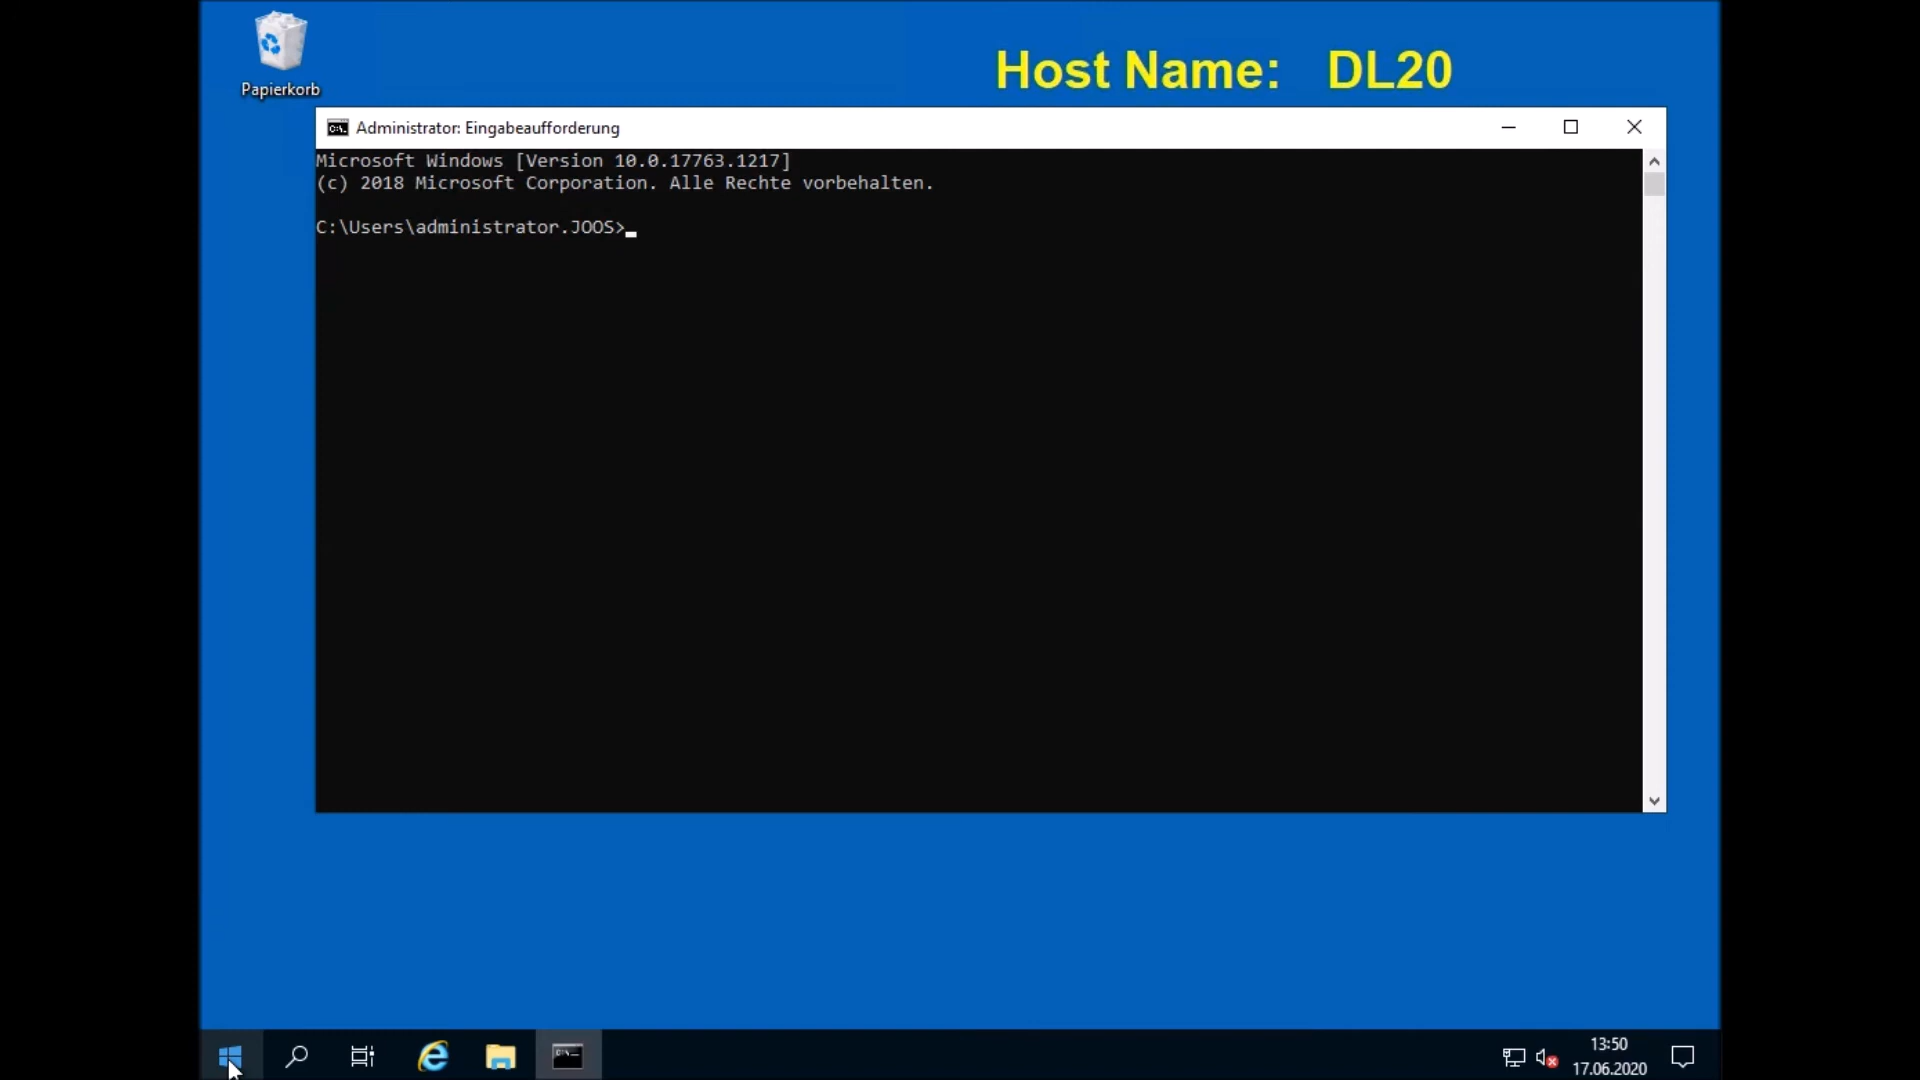 Papierkorb
Host Name: DL20
Administrator: Eingabeaufforderung
Microsoft Windows [Version 10.0.17763.1217]
(c) 2018 Microsoft Corporation. Alle Rechte vorbehalten.
C:\Users\administrator.JOOS>
13:50
17.06.2020